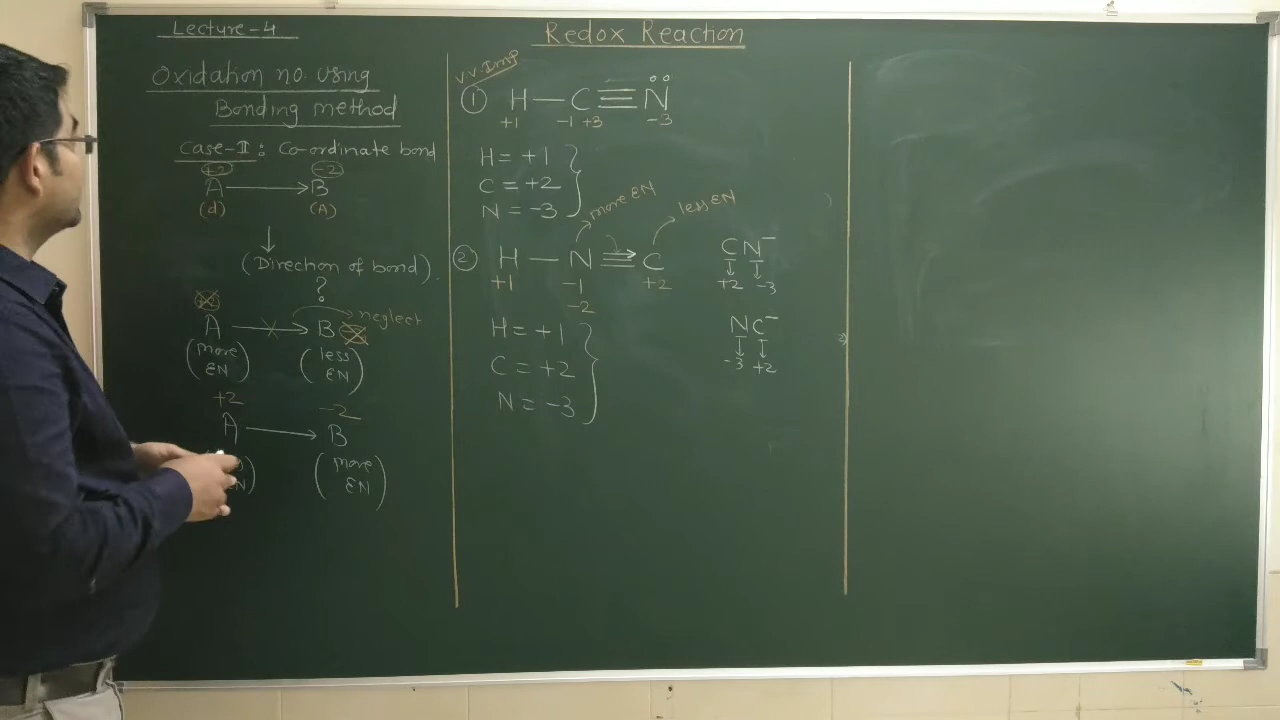 Lecture-4
Redox Reaction
Oxidation no. using
Bonding method
Case-II: Co-ordinate bond
+2 -2
A → B
(d) (A)
↓
(Direction of bond).
?
A → B → neglect
(more EN) (less EN)
+2 -2
A → B
(more EN)
V.V. Imp
① H — C ≡ N
+1 -1 +3 -3
H = +1
C = +2
N = -3
more EN less EN
② H — N ≡ C
+1 -1 +2
-2
H = +1
C = +2
N = -3
CN⁻
↓ ↓
+2 -3
NC⁻
↓ ↓
-3 +2